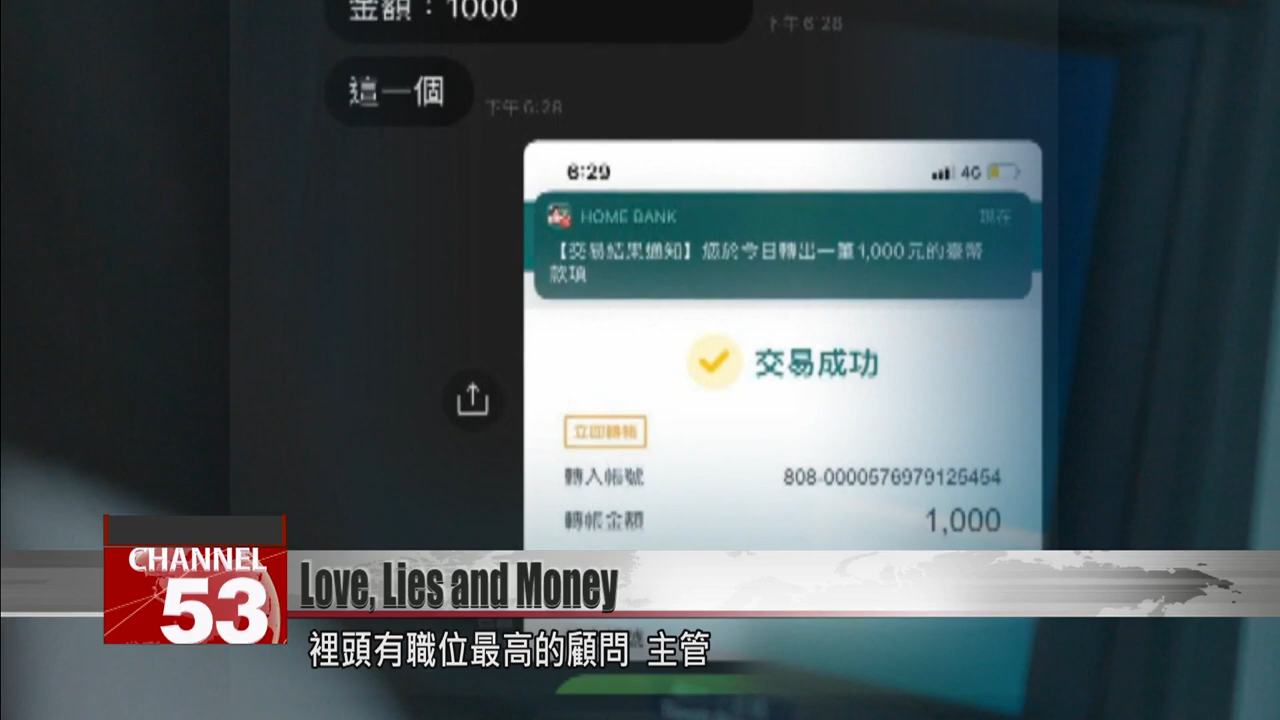 金額：1000
下午 6:28
這一個
下午 6:28
6:29
4G
HOME BANK
現在
【交易結果通知】您於今日轉出一筆1,000元的臺幣
款項
交易成功
立即轉帳
轉入帳號
808-0000576979125454
轉帳金額
1,000
CHANNEL
53
Love, Lies and Money
裡頭有職位最高的顧問 主管